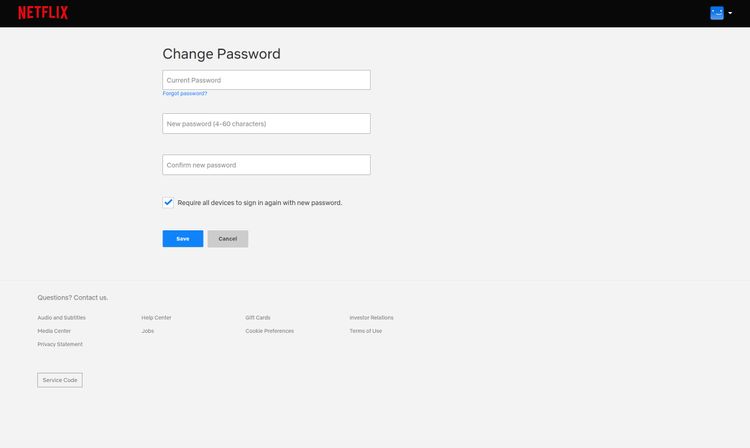 NETFLIX
Change Password
Current Password
Forgot password?
New password (4-60 characters)
Confirm new password
Require all devices to sign in again with new password.
Save Cancel
Questions? Contact us.
Audio and Subtitles Help Center Gift Cards Investor Relations
Media Center Jobs Cookie Preferences Terms of Use
Privacy Statement
Service Code